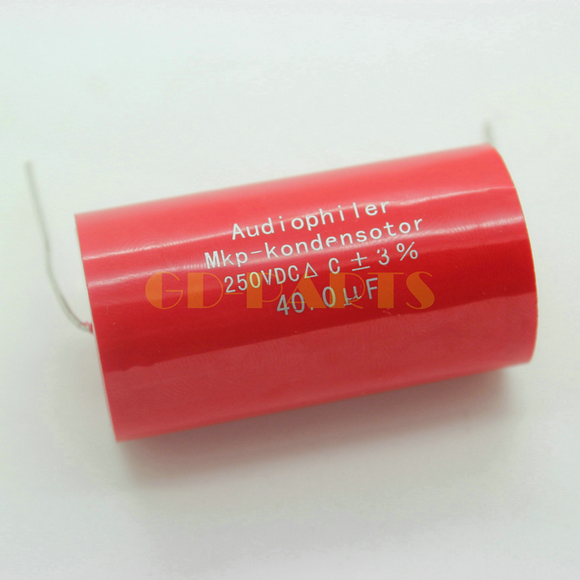 Audiophiler
Mkp-kondensotor
250VDC△ C ± 3%
40.0μF
GD-PARTS